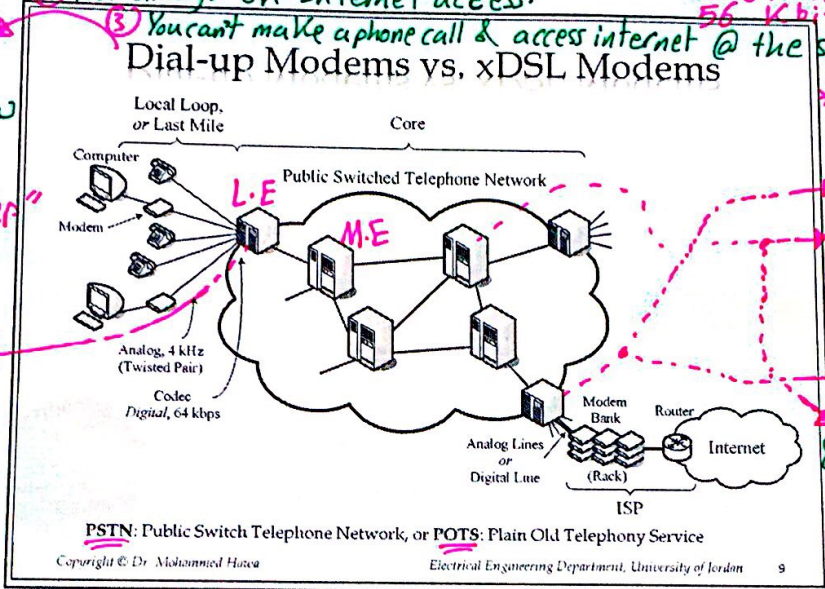 internet access.
56 Kbi
③ You can't make a phone call & access internet @ the s
Dial-up Modems vs. xDSL Modems
Local Loop,
or Last Mile
Core
Computer
Public Switched Telephone Network
L.E
M.E
Modem
Analog, 4 kHz
(Twisted Pair)
Codec
Digital, 64 kbps
Modem
Bank
Router
Internet
Analog Lines
or
Digital Line
(Rack)
ISP
PSTN: Public Switch Telephone Network, or POTS: Plain Old Telephony Service
Copyright © Dr. Mohammed Hawa
Electrical Engineering Department, University of Jordan
9